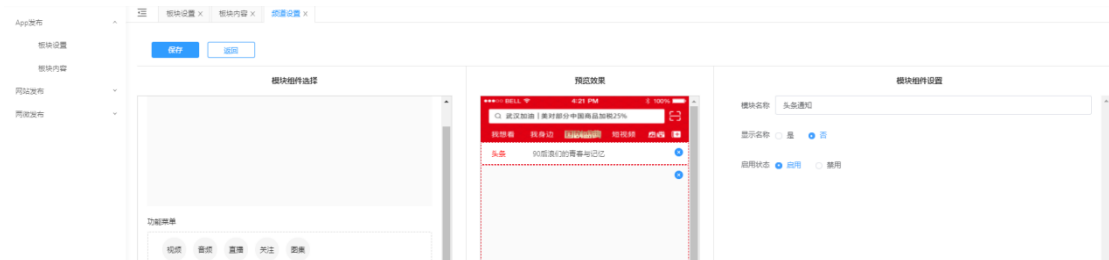 App发布
板块设置
板块内容
网站发布
两微发布
板块设置 × 板块内容 × 频道设置 ×
保存 返回
模块组件选择
功能菜单
视频 音频 直播 关注 图集
预览效果
BELL 4:21 PM 100%
武汉加油 | 美对部分中国商品加税25%
我想看 我身边 短视频
头条 90后浪们的青春与记忆
模块组件设置
模块名称 头条通知
显示名称 是 否
启用状态 启用 禁用